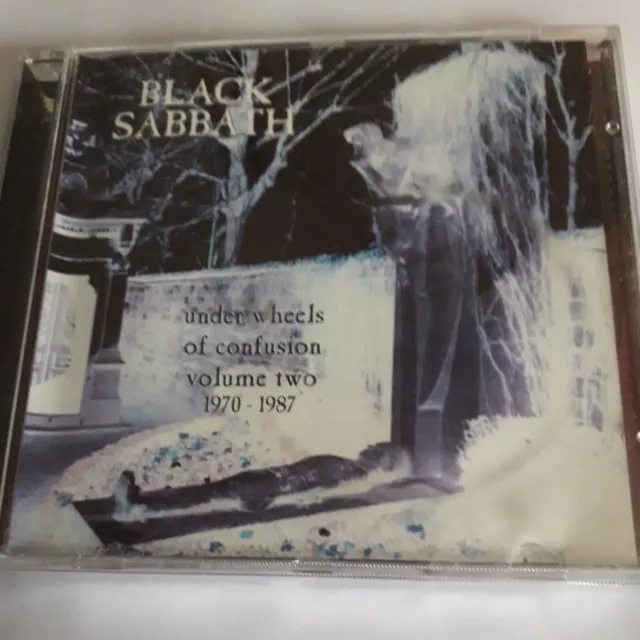 BLACK
SABBATH
under wheels
of confusion
volume two
1970 - 1987